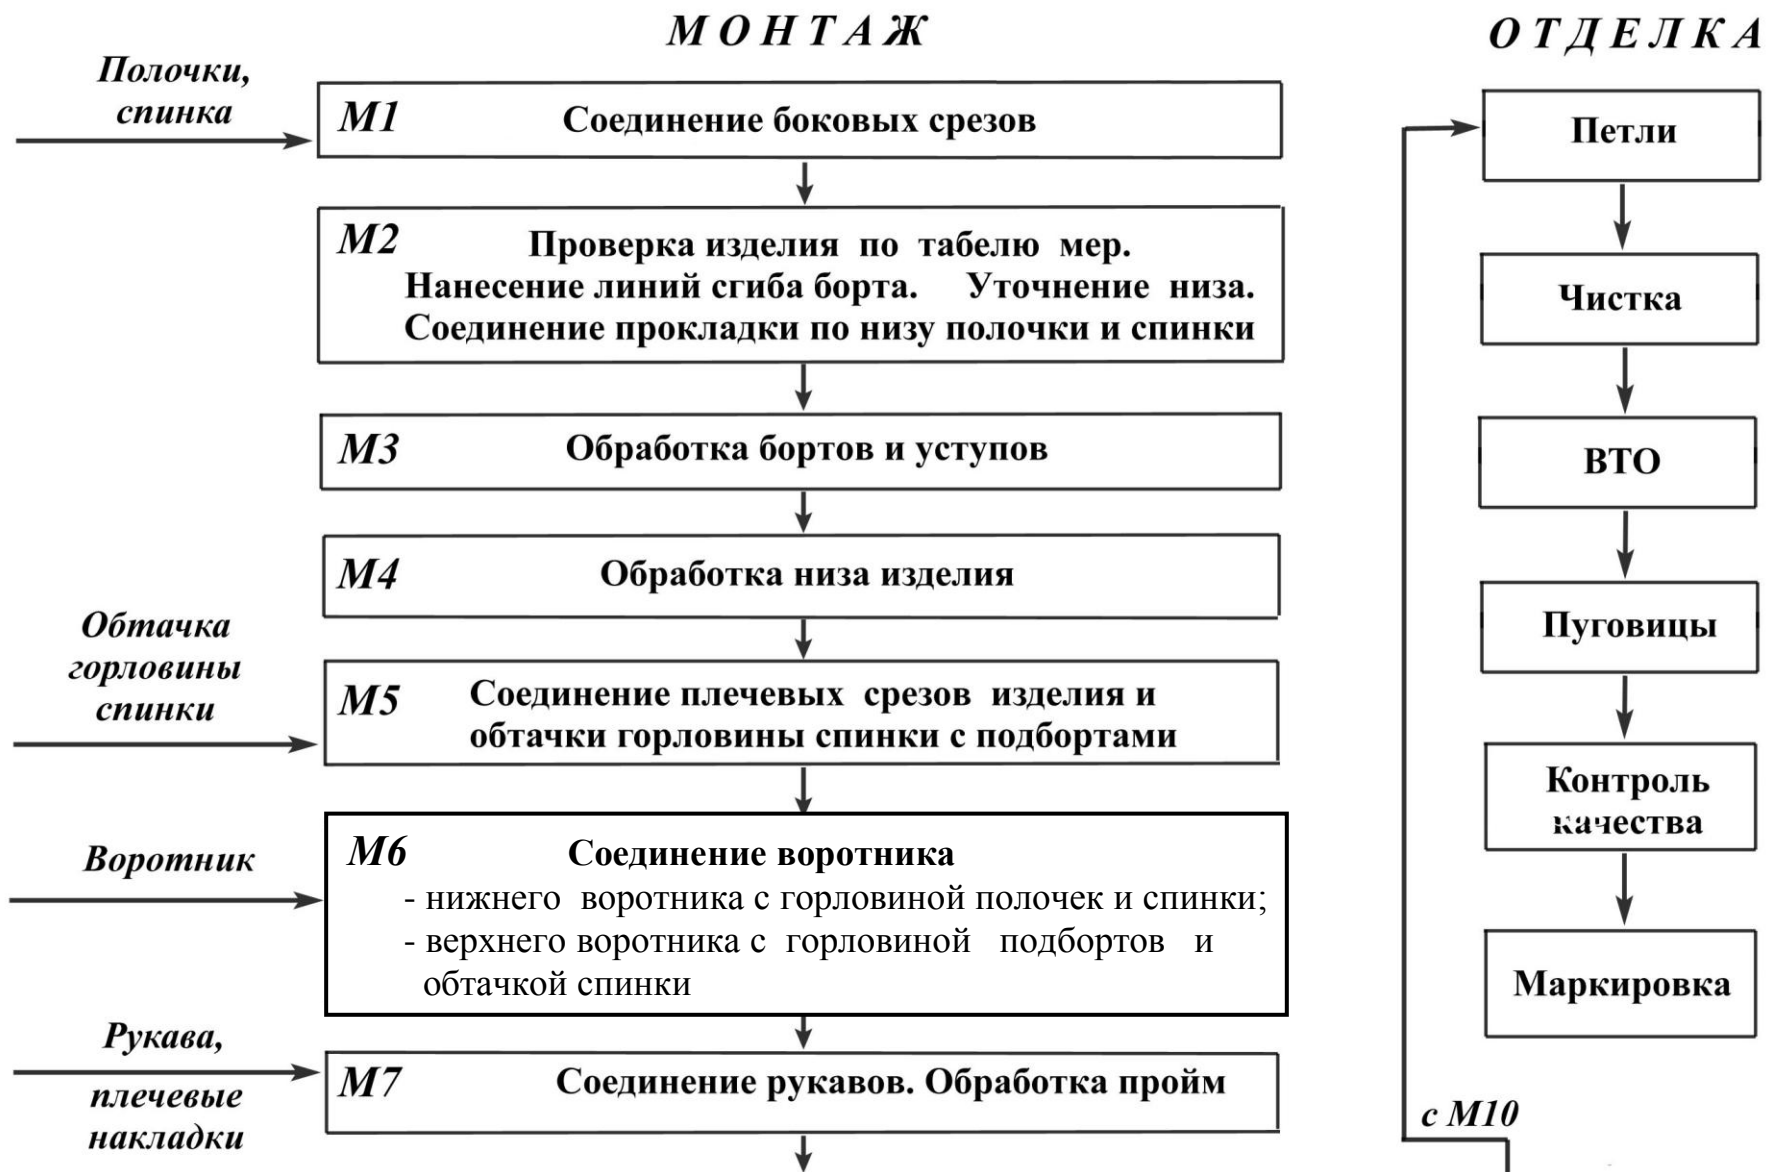 М О Н Т А Ж
Полочки,
спинка
М1 Соединение боковых срезов
М2 Проверка изделия по табелю мер.
Нанесение линий сгиба борта. Уточнение низа.
Соединение прокладки по низу полочки и спинки
М3 Обработка бортов и уступов
М4 Обработка низа изделия
Обтачка
горловины
спинки
М5 Соединение плечевых срезов изделия и
обтачки горловины спинки с подбортами
Воротник
М6 Соединение воротника
- нижнего воротника с горловиной полочек и спинки;
- верхнего воротника с горловиной подбортов и
обтачкой спинки
Рукава,
плечевые
накладки
М7 Соединение рукавов. Обработка пройм
О Т Д Е Л К А
Петли
Чистка
ВТО
Пуговицы
Контроль
качества
Маркировка
с М10